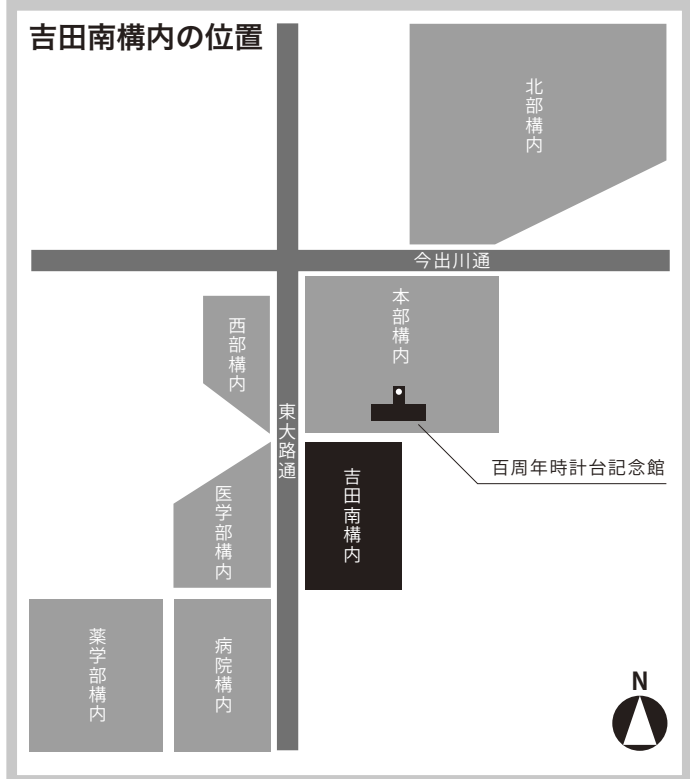 吉田南構内の位置
北部構内
今出川通
本部構内
西部構内
東大路通
百周年時計台記念館
吉田南構内
医学部構内
薬学部構内
病院構内
N